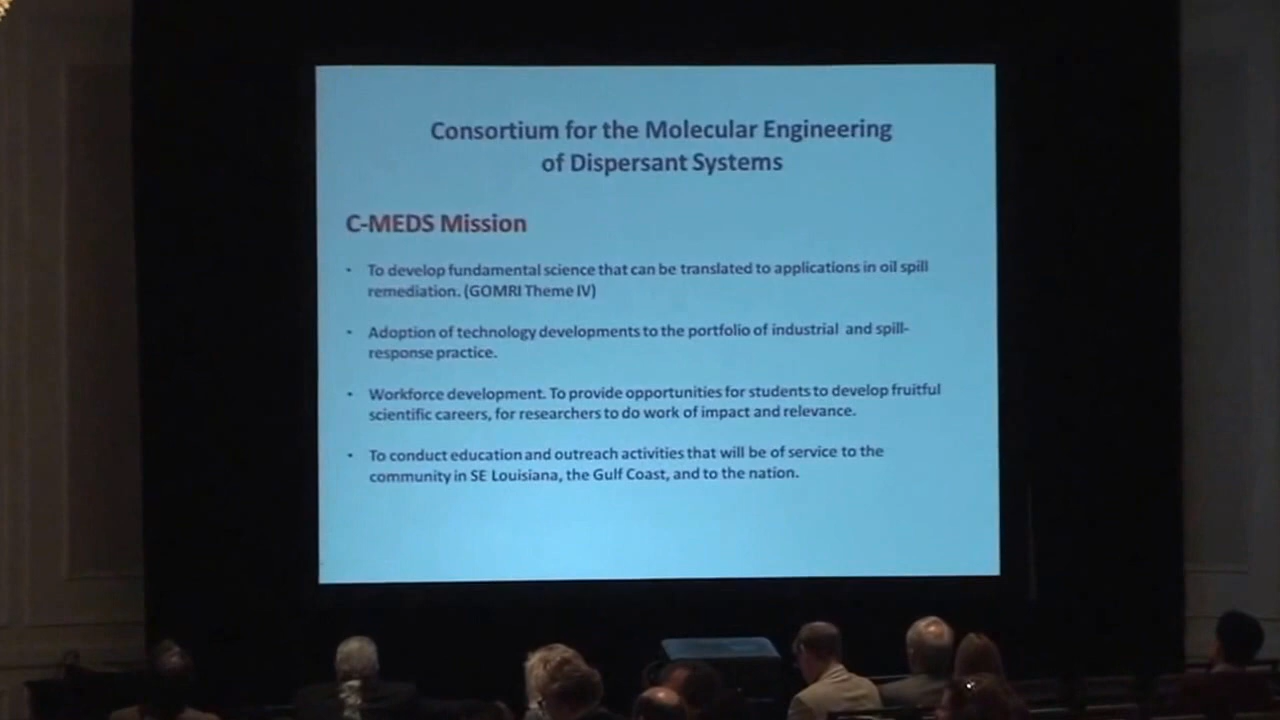 Consortium for the Molecular Engineering
of Dispersant Systems
C-MEDS Mission
• To develop fundamental science that can be translated to applications in oil spill
remediation. (GOMRI Theme IV)
• Adoption of technology developments to the portfolio of industrial and spill-
response practice.
• Workforce development. To provide opportunities for students to develop fruitful
scientific careers, for researchers to do work of impact and relevance.
• To conduct education and outreach activities that will be of service to the
community in SE Louisiana, the Gulf Coast, and to the nation.